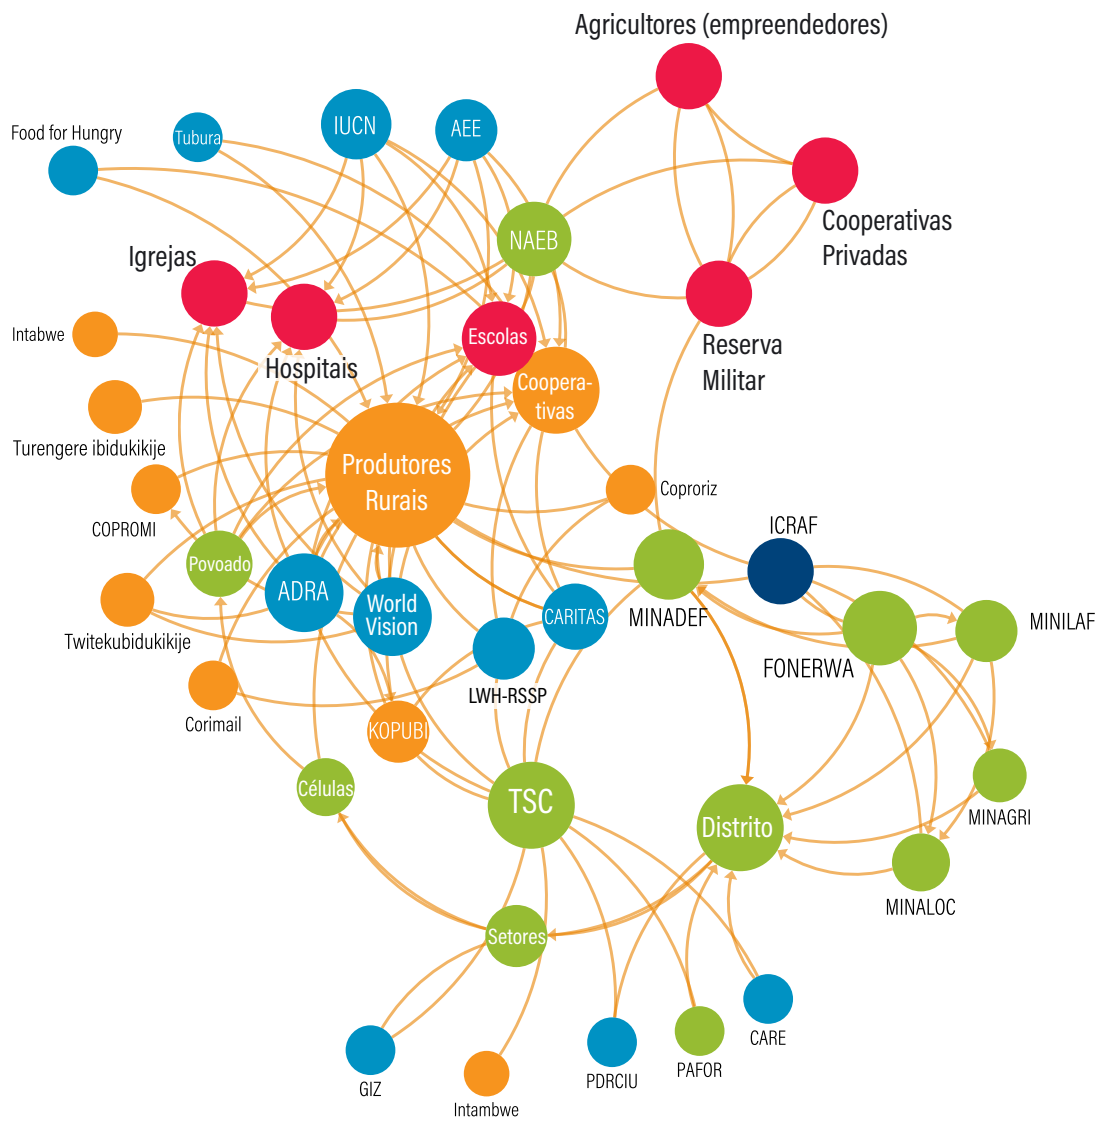 Agricultores (empreendedores)
Food for Hungry
Tubura
IUCN
AEE
Cooperativas
Privadas
NAEB
Igrejas
Intabwe
Hospitais
Escolas
Reserva
Militar
Coopera-
tivas
Turengere ibidukikije
Produtores
Rurais
Coproriz
COPROMI
ICRAF
Povoado
ADRA
World
Vision
CARITAS
MINADEF
MINILAF
Twitekubidukikije
FONERWA
LWH-RSSP
Corimail
KOPUBI
Células
TSC
Distrito
MINAGRI
MINALOC
Setores
GIZ
Intambwe
PDRCIU
PAFOR
CARE